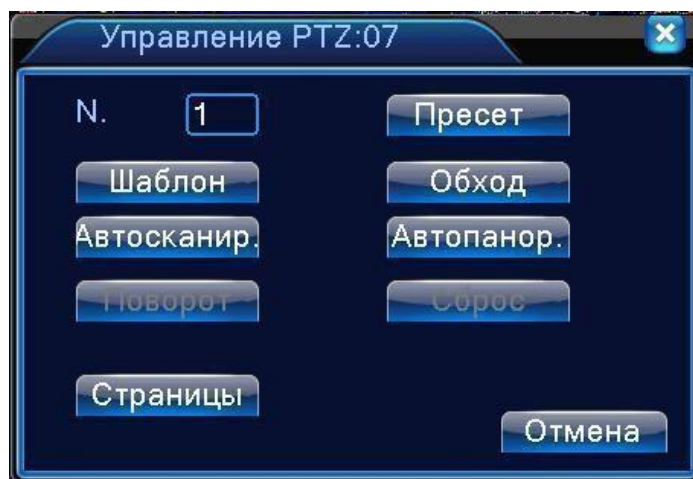 Управление PTZ:07
N. 1 Пресет
Шаблон Обход
Автосканир. Автопанор.
Поворот Сброс
Страницы
Отмена